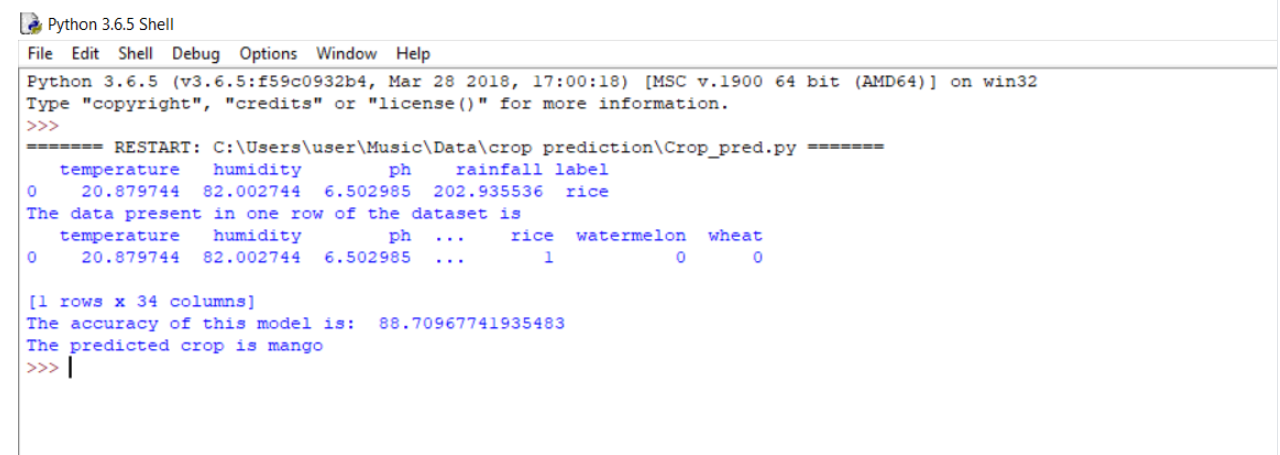 Python 3.6.5 Shell
File Edit Shell Debug Options Window Help
Python 3.6.5 (v3.6.5:f59c0932b4, Mar 28 2018, 17:00:18) [MSC v.1900 64 bit (AMD64)] on win32
Type "copyright", "credits" or "license()" for more information.
>>>
======= RESTART: C:\Users\user\Music\Data\crop prediction\Crop_pred.py =======
   temperature   humidity        ph    rainfall label
0    20.879744  82.002744  6.502985  202.935536  rice
The data present in one row of the dataset is
   temperature   humidity        ph  ...    rice  watermelon  wheat
0    20.879744  82.002744  6.502985  ...       1           0      0
[1 rows x 34 columns]
The accuracy of this model is:  88.70967741935483
The predicted crop is mango
>>>